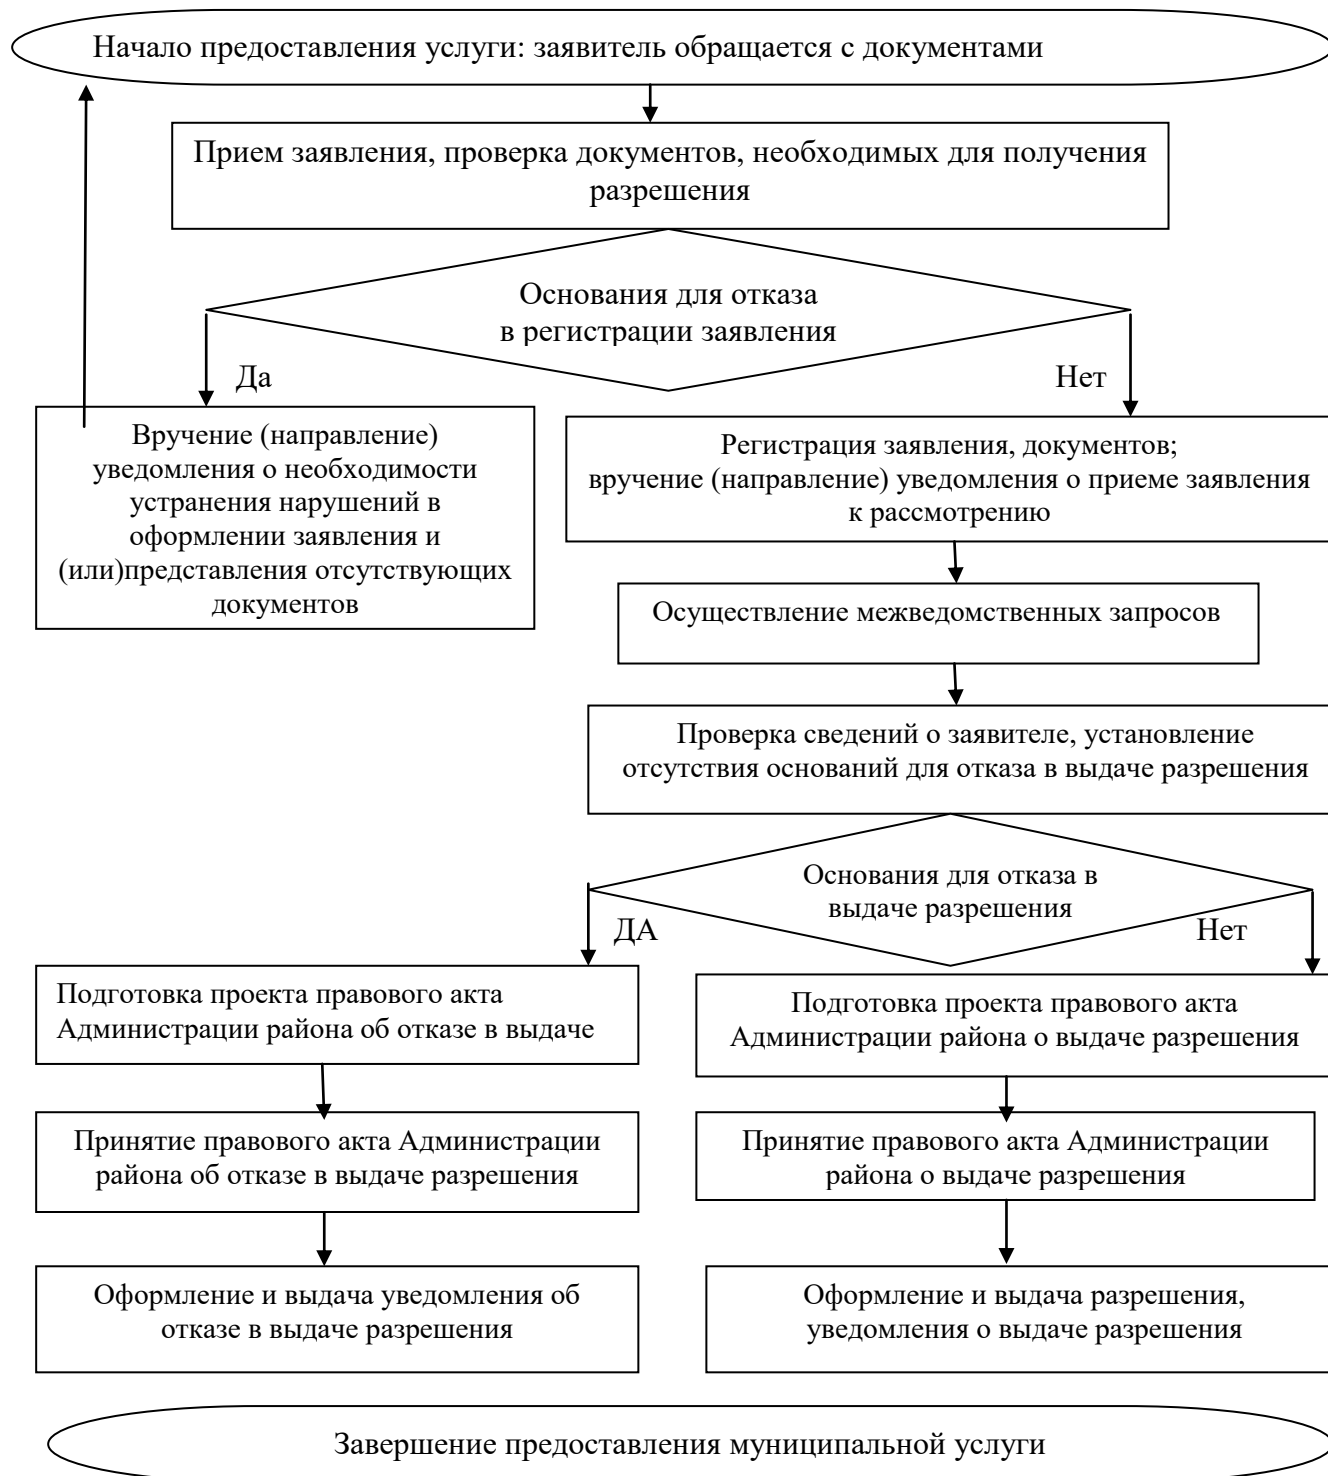 Начало предоставления услуги: заявитель обращается с документами
Прием заявления, проверка документов, необходимых для получения
разрешения
Основания для отказа
в регистрации заявления
Да
Нет
Вручение (направление)
уведомления о необходимости
устранения нарушений в
оформлении заявления и
(или)представления отсутствующих
документов
Регистрация заявления, документов;
вручение (направление) уведомления о приеме заявления
к рассмотрению
Осуществление межведомственных запросов
Проверка сведений о заявителе, установление
отсутствия оснований для отказа в выдаче разрешения
Основания для отказа в
выдаче разрешения
ДА
Нет
Подготовка проекта правового акта
Администрации района об отказе в выдаче
Подготовка проекта правового акта
Администрации района о выдаче разрешения
Принятие правового акта Администрации
района об отказе в выдаче разрешения
Принятие правового акта Администрации
района о выдаче разрешения
Оформление и выдача уведомления об
отказе в выдаче разрешения
Оформление и выдача разрешения,
уведомления о выдаче разрешения
Завершение предоставления муниципальной услуги